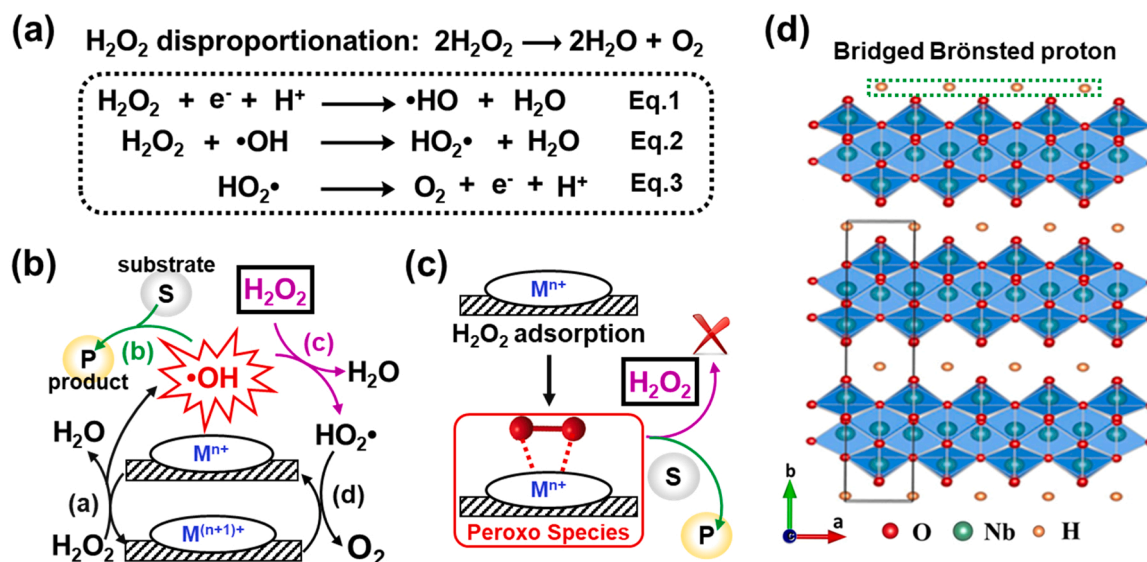 (a)
H₂O₂ disproportionation: 2H₂O₂ ⟶ 2H₂O + O₂
H₂O₂ + e⁻ + H⁺ ⟶ •HO + H₂O Eq.1
H₂O₂ + •OH ⟶ HO₂• + H₂O Eq.2
HO₂• ⟶ O₂ + e⁻ + H⁺ Eq.3
(b)
substrate
S
H₂O₂
P
(b)
product
•OH
(c)
H₂O
H₂O
HO₂•
Mⁿ⁺
(a)
(d)
H₂O₂
M⁽ⁿ⁺¹⁾⁺
O₂
(c)
Mⁿ⁺
H₂O₂ adsorption
H₂O₂
Mⁿ⁺
S
Peroxo Species
P
(d)
Bridged Brönsted proton
b
a
O
Nb
H